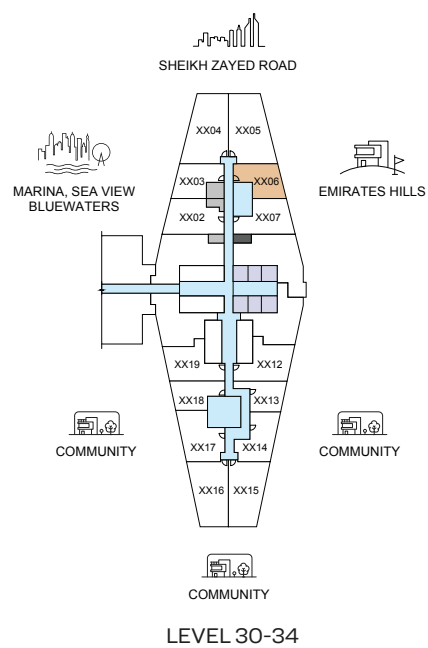 SHEIKH ZAYED ROAD
XX04 XX05
MARINA, SEA VIEW
BLUEWATERS
XX03 XX06
EMIRATES HILLS
XX02 XX07
XX19 XX12
XX18 XX13
COMMUNITY
COMMUNITY
XX17 XX14
XX16 XX15
COMMUNITY
LEVEL 30-34